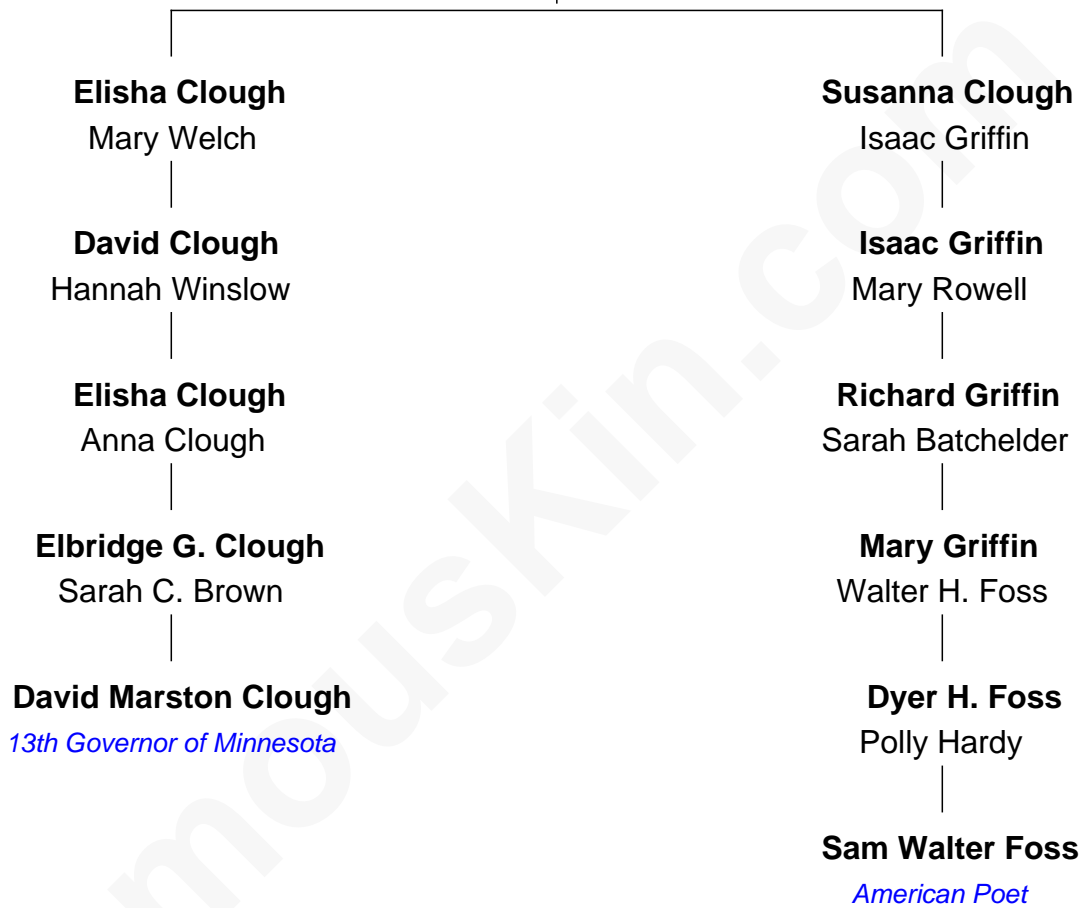 Elisha Clough
Mary Welch
David Clough
Hannah Winslow
Elisha Clough
Anna Clough
Elbridge G. Clough
Sarah C. Brown
David Marston Clough
13th Governor of Minnesota
Susanna Clough
Isaac Griffin
Isaac Griffin
Mary Rowell
Richard Griffin
Sarah Batchelder
Mary Griffin
Walter H. Foss
Dyer H. Foss
Polly Hardy
Sam Walter Foss
American Poet
mouskin.com